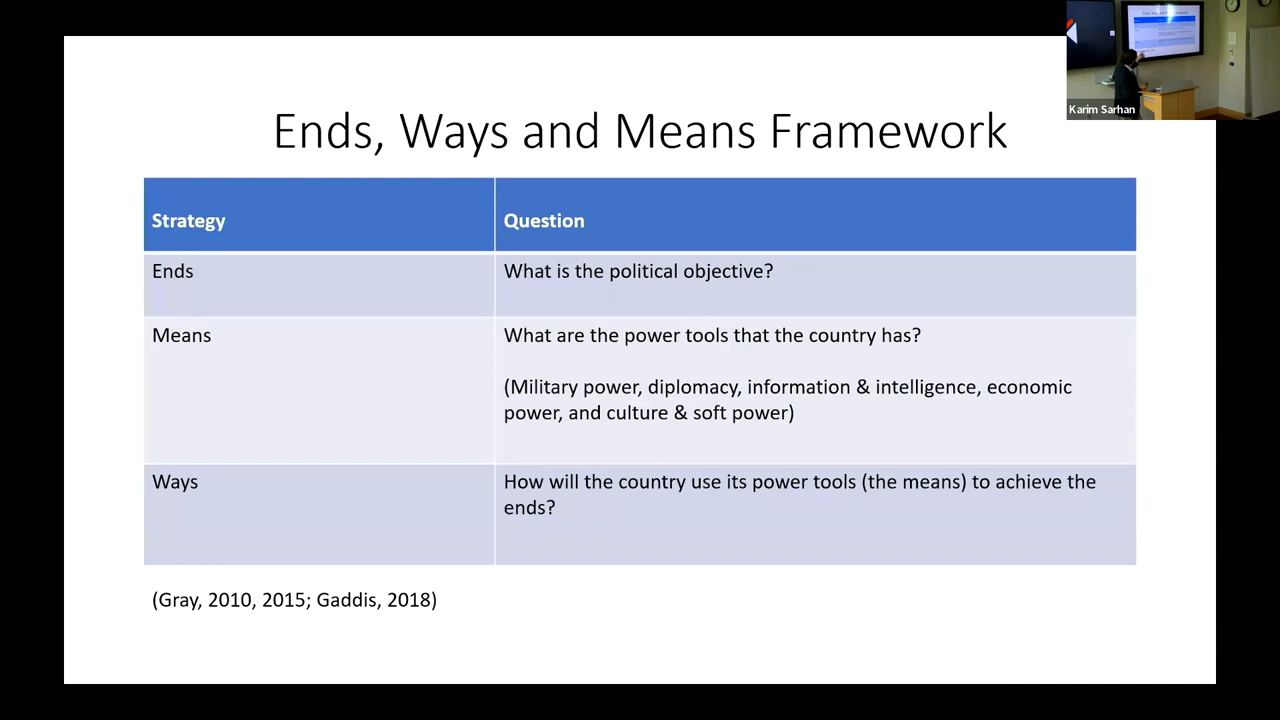 Karim Sarhan
Ends, Ways and Means Framework
Strategy
Question
Ends
What is the political objective?
Means
What are the power tools that the country has?
(Military power, diplomacy, information & intelligence, economic
power, and culture & soft power)
Ways
How will the country use its power tools (the means) to achieve the
ends?
(Gray, 2010, 2015; Gaddis, 2018)